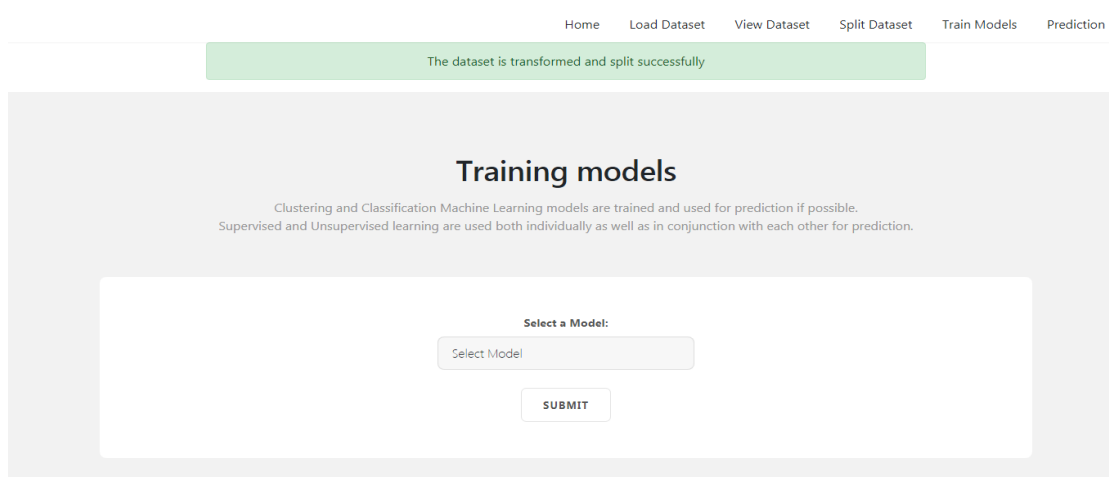 Home Load Dataset View Dataset Split Dataset Train Models Prediction
The dataset is transformed and split successfully
Training models
Clustering and Classification Machine Learning models are trained and used for prediction if possible.
Supervised and Unsupervised learning are used both individually as well as in conjunction with each other for prediction.
Select a Model:
Select Model
SUBMIT